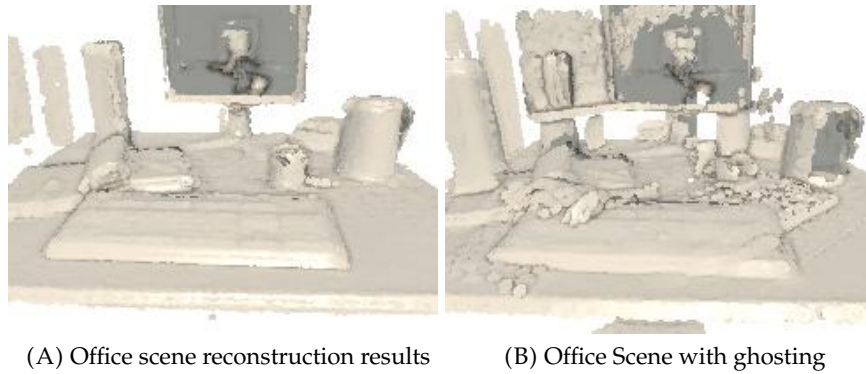 (A) Office scene reconstruction results
(B) Office Scene with ghosting